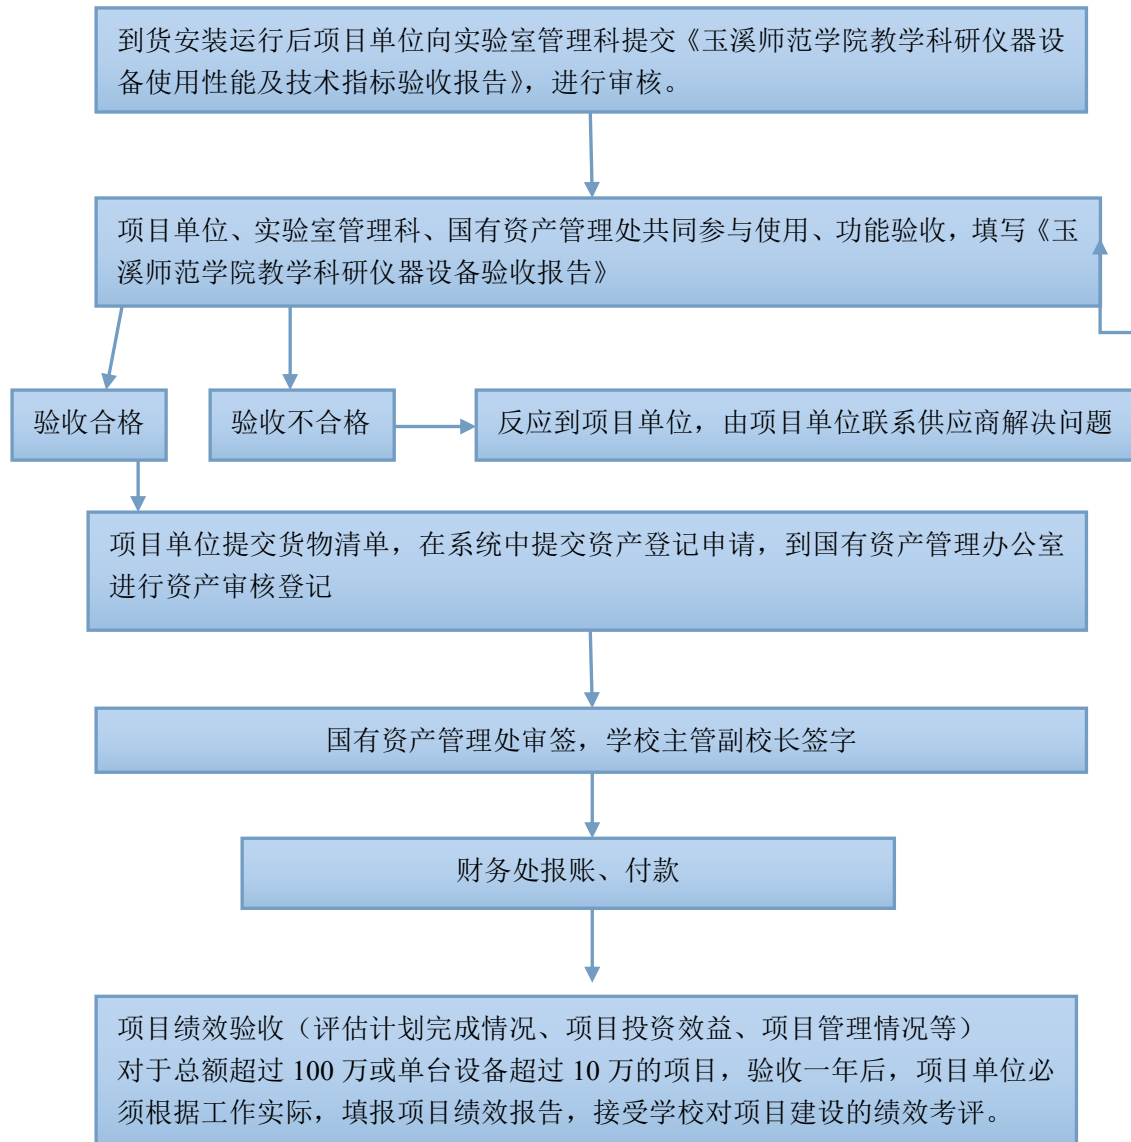 到货安装运行后项目单位向实验室管理科提交《玉溪师范学院教学科研仪器设
备使用性能及技术指标验收报告》，进行审核。
项目单位、实验室管理科、国有资产管理处共同参与使用、功能验收，填写《玉
溪师范学院教学科研仪器设备验收报告》
验收合格
验收不合格
反应到项目单位，由项目单位联系供应商解决问题
项目单位提交货物清单，在系统中提交资产登记申请，到国有资产管理办公室
进行资产审核登记
国有资产管理处审签，学校主管副校长签字
财务处报账、付款
项目绩效验收（评估计划完成情况、项目投资效益、项目管理情况等）
对于总额超过 100 万或单台设备超过 10 万的项目，验收一年后，项目单位必
须根据工作实际，填报项目绩效报告，接受学校对项目建设的绩效考评。